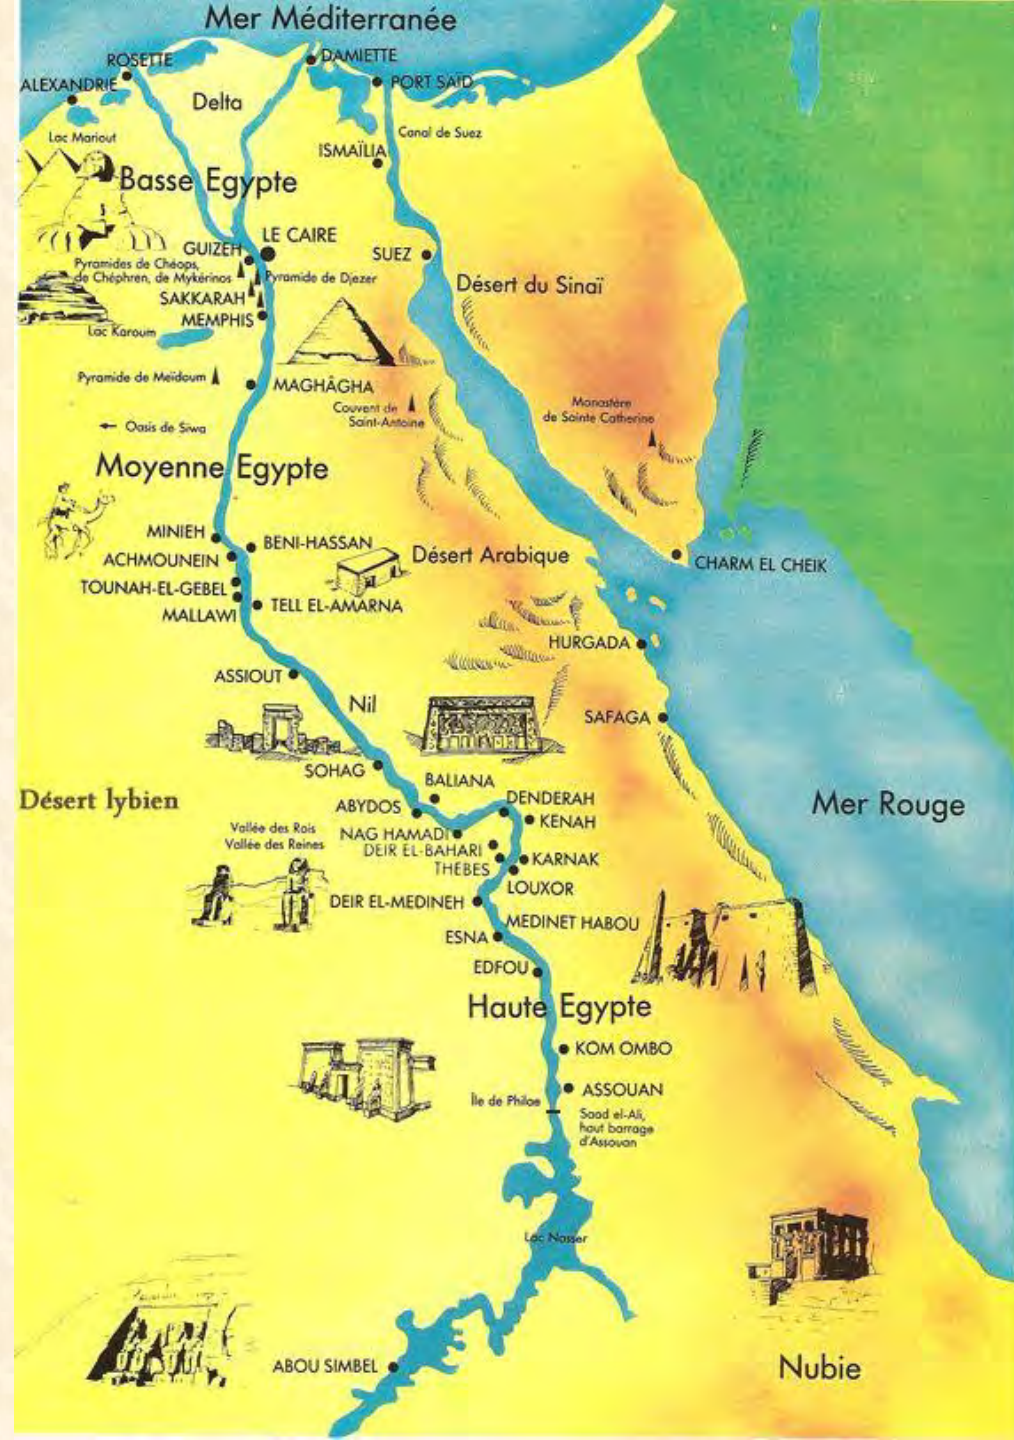 Mer Méditerranée
ROSETTE
DAMIETTE
ALEXANDRIE
PORT SAÏD
Delta
Lac Mariout
Canal de Suez
ISMAÏLIA
Basse Egypte
LE CAIRE
GUIZEH
SUEZ
Pyramides de Chéops,
de Chéphren, de Mykérinos
Pyramide de Djezer
Désert du Sinaï
SAKKARAH
MEMPHIS
Lac Karoum
Pyramide de Meïdoum
MAGHÂGHA
Couvent de
Saint-Antoine
Monastère
de Sainte Catherine
← Oasis de Siwa
Moyenne Egypte
MINIEH
BENI-HASSAN
ACHMOUNEIN
Désert Arabique
CHARM EL CHEIK
TOUNAH-EL-GEBEL
MALLAWI
TELL EL-AMARNA
HURGADA
ASSIOUT
Nil
SAFAGA
SOHAG
BALIANA
Désert lybien
ABYDOS
DENDERAH
Mer Rouge
KENAH
Vallée des Rois
Vallée des Reines
NAG HAMADI
DEIR EL-BAHARI
THEBES
KARNAK
LOUXOR
DEIR EL-MEDINEH
MEDINET HABOU
ESNA
EDFOU
Haute Egypte
KOM OMBO
ASSOUAN
Île de Philae
Saad el-Ali,
haut barrage
d'Assouan
Lac Nasser
ABOU SIMBEL
Nubie